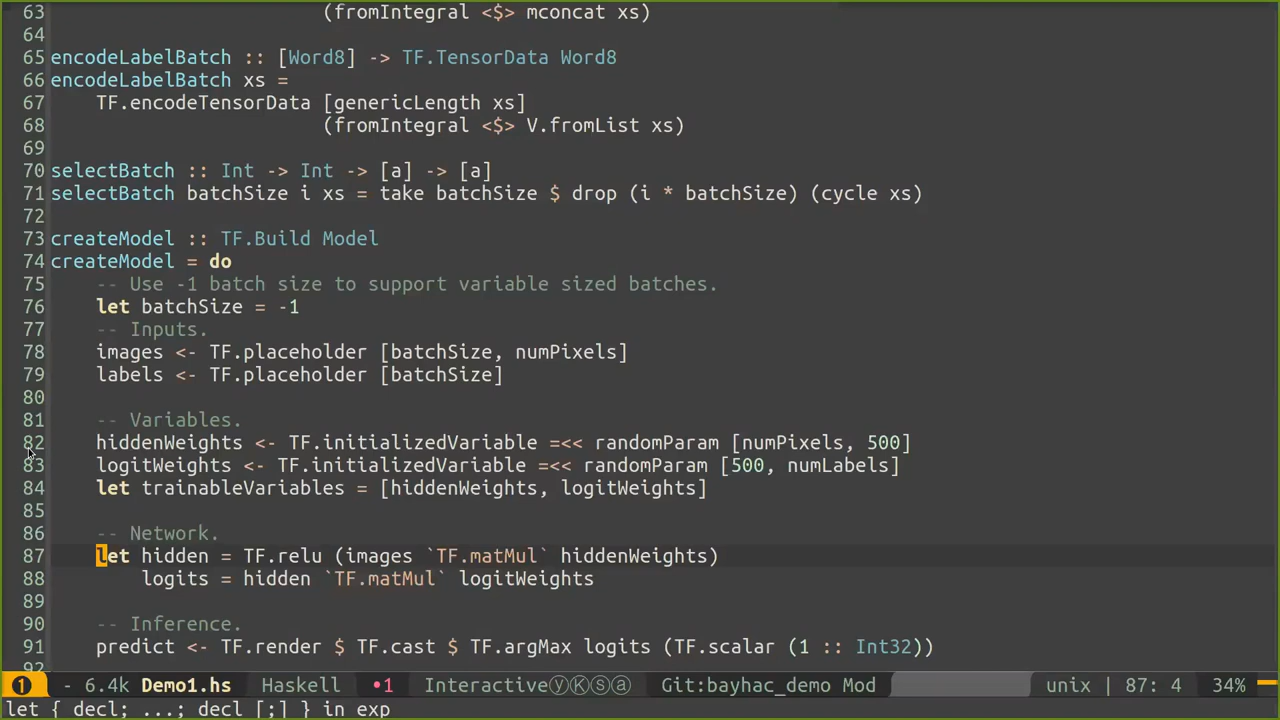 63                         (fromIntegral <$> mconcat xs)
64
65 encodeLabelBatch :: [Word8] -> TF.TensorData Word8
66 encodeLabelBatch xs =
67     TF.encodeTensorData [genericLength xs]
68                         (fromIntegral <$> V.fromList xs)
69
70 selectBatch :: Int -> Int -> [a] -> [a]
71 selectBatch batchSize i xs = take batchSize $ drop (i * batchSize) (cycle xs)
72
73 createModel :: TF.Build Model
74 createModel = do
75     -- Use -1 batch size to support variable sized batches.
76     let batchSize = -1
77     -- Inputs.
78     images <- TF.placeholder [batchSize, numPixels]
79     labels <- TF.placeholder [batchSize]
80
81     -- Variables.
82     hiddenWeights <- TF.initializedVariable =<< randomParam [numPixels, 500]
83     logitWeights <- TF.initializedVariable =<< randomParam [500, numLabels]
84     let trainableVariables = [hiddenWeights, logitWeights]
85
86     -- Network.
87     let hidden = TF.relu (images `TF.matMul` hiddenWeights)
88         logits = hidden `TF.matMul` logitWeights
89
90     -- Inference.
91     predict <- TF.render $ TF.cast $ TF.argMax logits (TF.scalar (1 :: Int32))
92
❶ - 6.4k Demo1.hs Haskell •1 InteractiveⓨⓀⓢⓐ Git:bayhac_demo Mod unix | 87: 4 34%
let { decl; ...; decl [;] } in exp